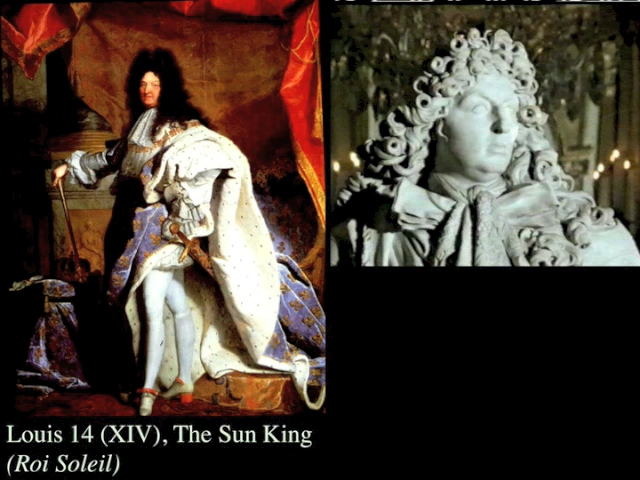 Louis 14 (XIV), The Sun King
(Roi Soleil)